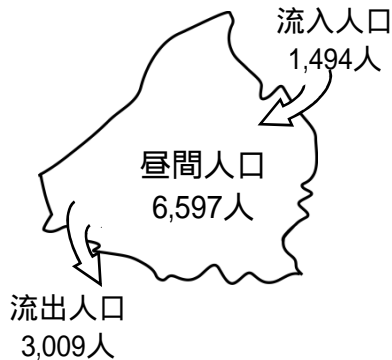 流入人口
1,494人
昼間人口
6,597人
流出人口
3,009人